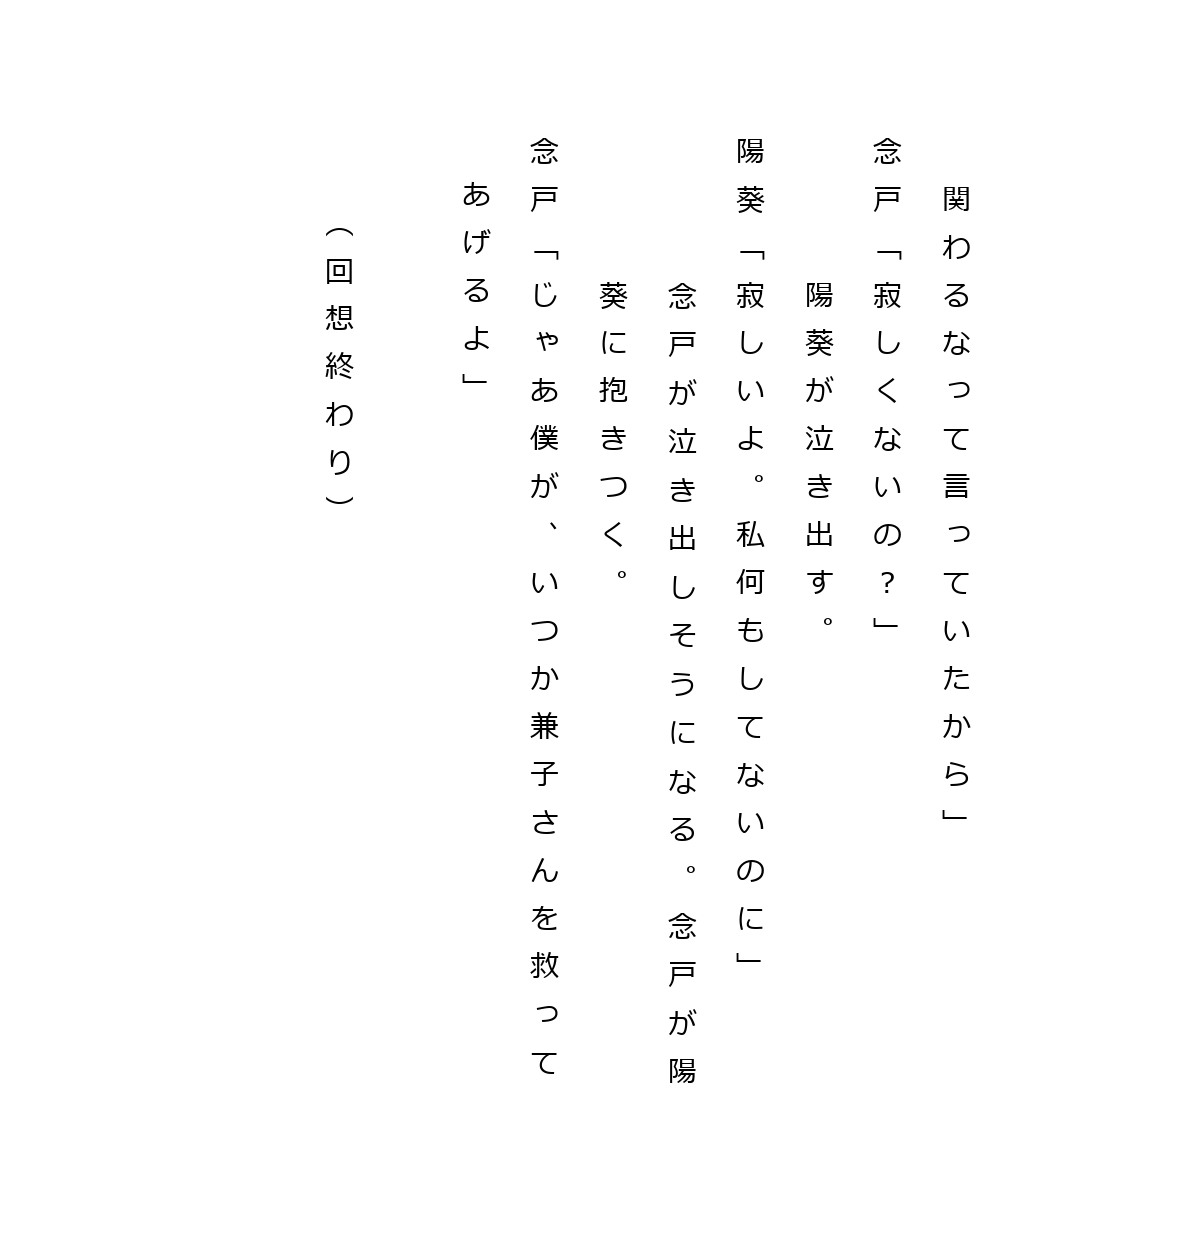 関わるなって言っていたから」
念戸「寂しくないの?」
陽葵が泣き出す。
陽葵「寂しいよ。私何もしてないのに」
念戸が泣き出しそうになる。念戸が陽
葵に抱きつく。
念戸「じゃあ僕が、いつか兼子さんを救って
あげるよ」
(回想終わり)